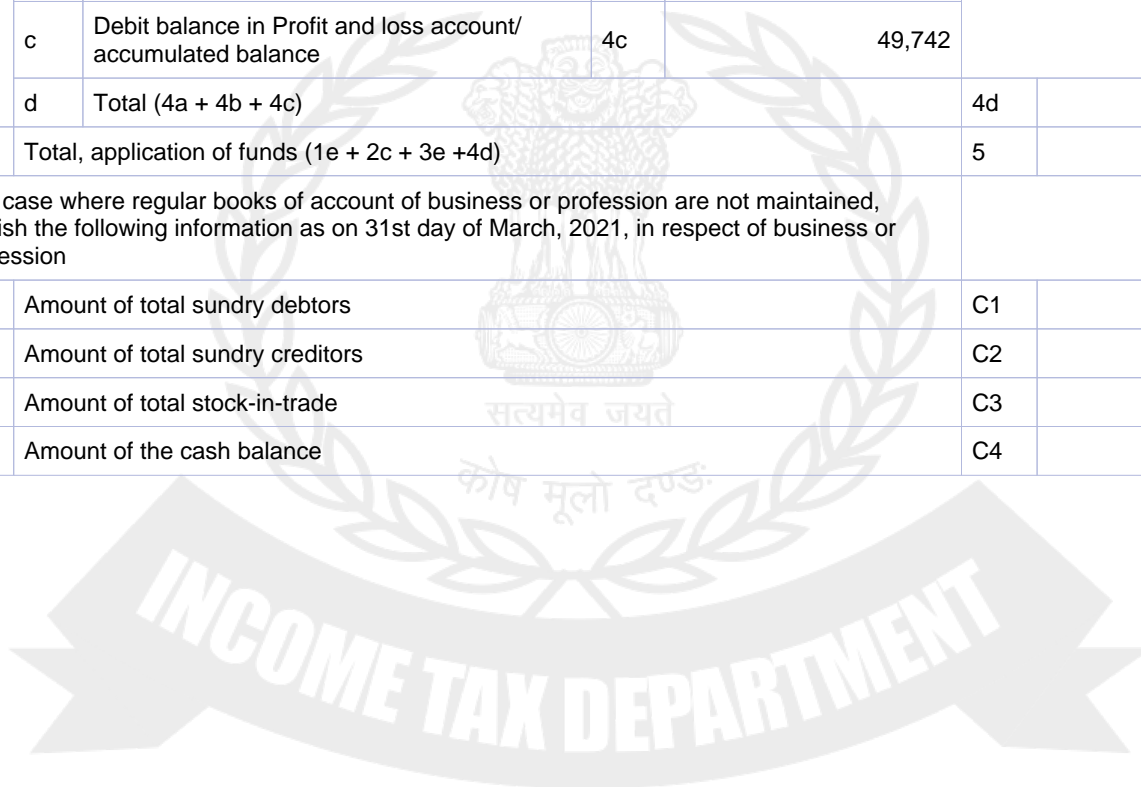 c Debit balance in Profit and loss account/ 4c 49,742
accumulated balance
d Total (4a + 4b + 4c) 4d
Total, application of funds (1e + 2c + 3e +4d) 5
case where regular books of account of business or profession are not maintained,
ish the following information as on 31st day of March, 2021, in respect of business or
ession
Amount of total sundry debtors C1
Amount of total sundry creditors C2
Amount of total stock-in-trade C3
Amount of the cash balance C4
सत्यमेव जयते
कोष मूलो दण्डः
INCOME TAX DEPARTMENT